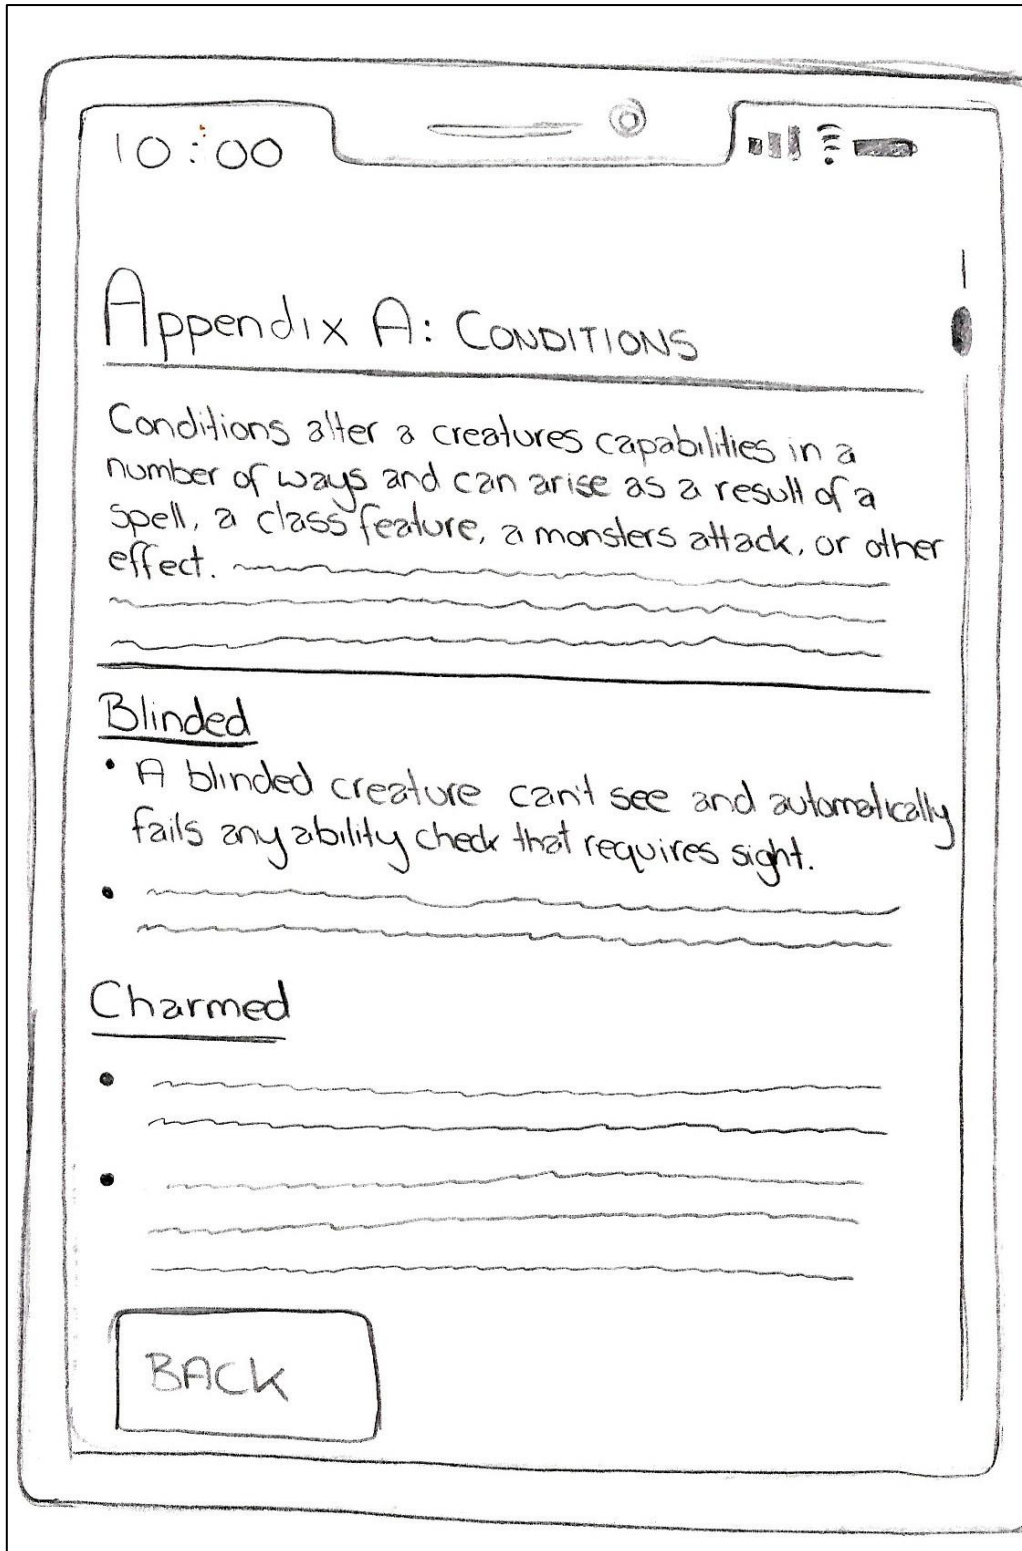 10:00
Appendix A: CONDITIONS
Conditions alter a creatures capabilities in a
number of ways and can arise as a result of a
spell, a class feature, a monsters attack, or other
effect.
Blinded
• A blinded creature can't see and automatically
fails any ability check that requires sight.
Charmed
BACK